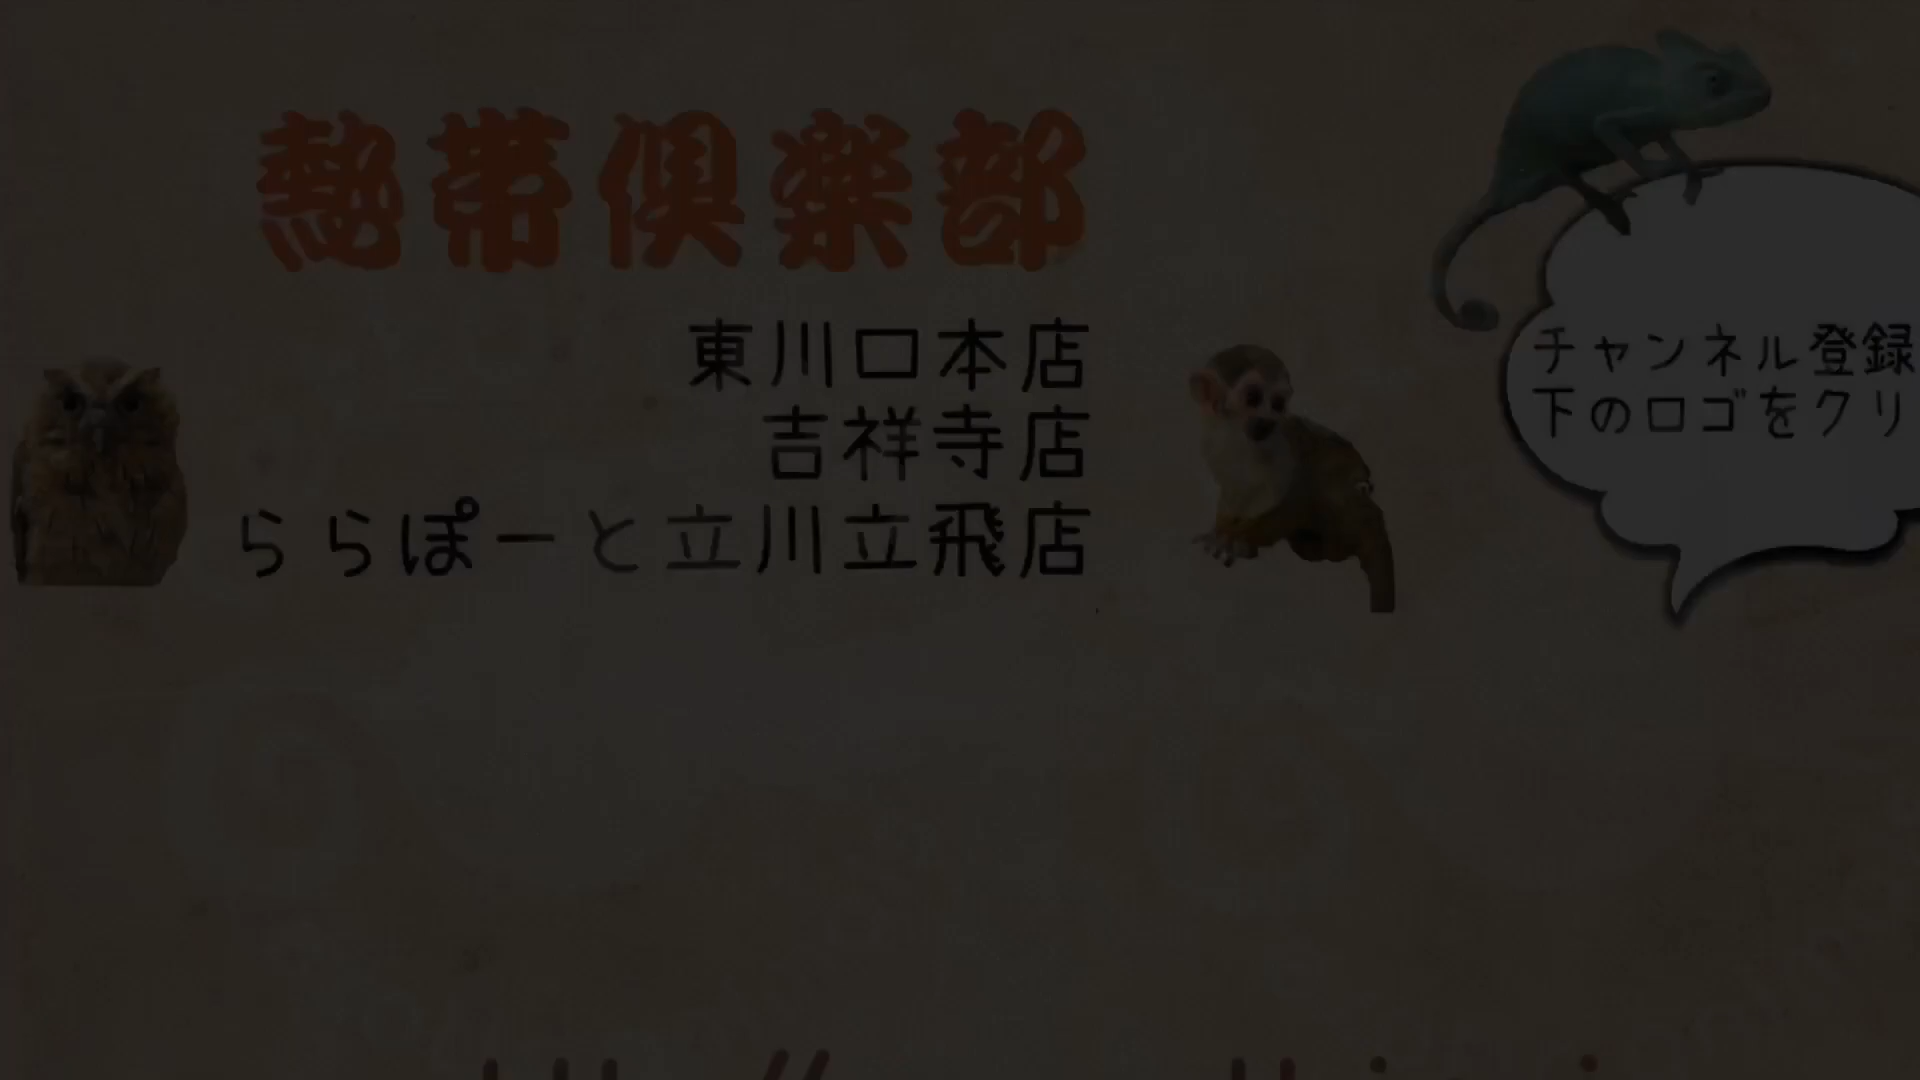 熱帯倶楽部
東川口本店
吉祥寺店
ららぽーと立川立飛店
チャンネル登録
下のロゴをクリ